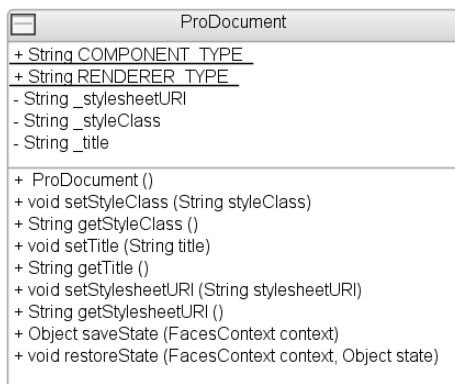 ProDocument
+ String COMPONENT_TYPE
+ String RENDERER_TYPE
- String _stylesheetURI
- String _styleClass
- String _title
+ ProDocument ()
+ void setStyleClass (String styleClass)
+ String getStyleClass ()
+ void setTitle (String title)
+ String getTitle ()
+ void setStylesheetURI (String stylesheetURI)
+ String getStylesheetURI ()
+ Object saveState (FacesContext context)
+ void restoreState (FacesContext context, Object state)